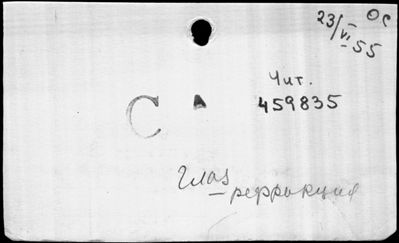 23/VI-55 ОС
Чит.
459835
С А
Глаз
– рефракция